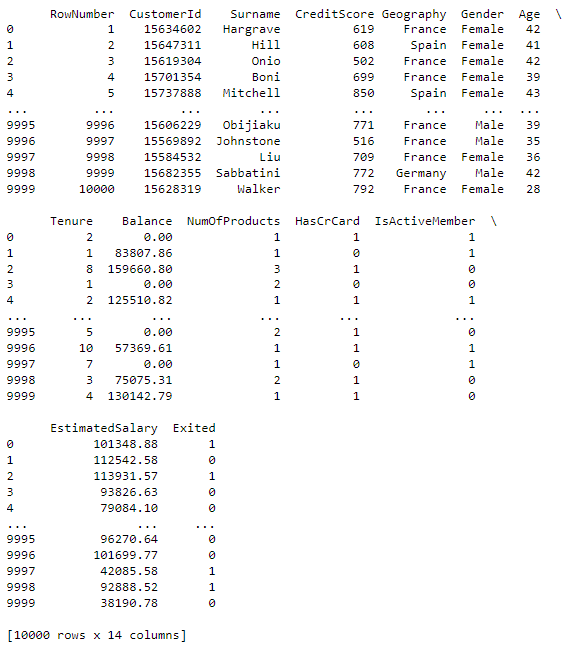 RowNumber  CustomerId    Surname  CreditScore Geography  Gender  Age  \
0             1    15634602   Hargrave          619    France  Female   42
1             2    15647311       Hill          608     Spain  Female   41
2             3    15619304       Onio          502    France  Female   42
3             4    15701354       Boni          699    France  Female   39
4             5    15737888   Mitchell          850     Spain  Female   43
...         ...         ...        ...          ...       ...     ...  ...
9995       9996    15606229   Obijiaku          771    France    Male   39
9996       9997    15569892  Johnstone          516    France    Male   35
9997       9998    15584532        Liu          709    France  Female   36
9998       9999    15682355  Sabbatini          772   Germany    Male   42
9999      10000    15628319     Walker          792    France  Female   28
      Tenure    Balance  NumOfProducts  HasCrCard  IsActiveMember  \
0          2       0.00              1          1               1
1          1   83807.86              1          0               1
2          8  159660.80              3          1               0
3          1       0.00              2          0               0
4          2  125510.82              1          1               1
...      ...        ...            ...        ...             ...
9995       5       0.00              2          1               0
9996      10   57369.61              1          1               1
9997       7       0.00              1          0               1
9998       3   75075.31              2          1               0
9999       4  130142.79              1          1               0
      EstimatedSalary  Exited
0           101348.88       1
1           112542.58       0
2           113931.57       1
3            93826.63       0
4            79084.10       0
...               ...     ...
9995         96270.64       0
9996        101699.77       0
9997         42085.58       1
9998         92888.52       1
9999         38190.78       0
[10000 rows x 14 columns]